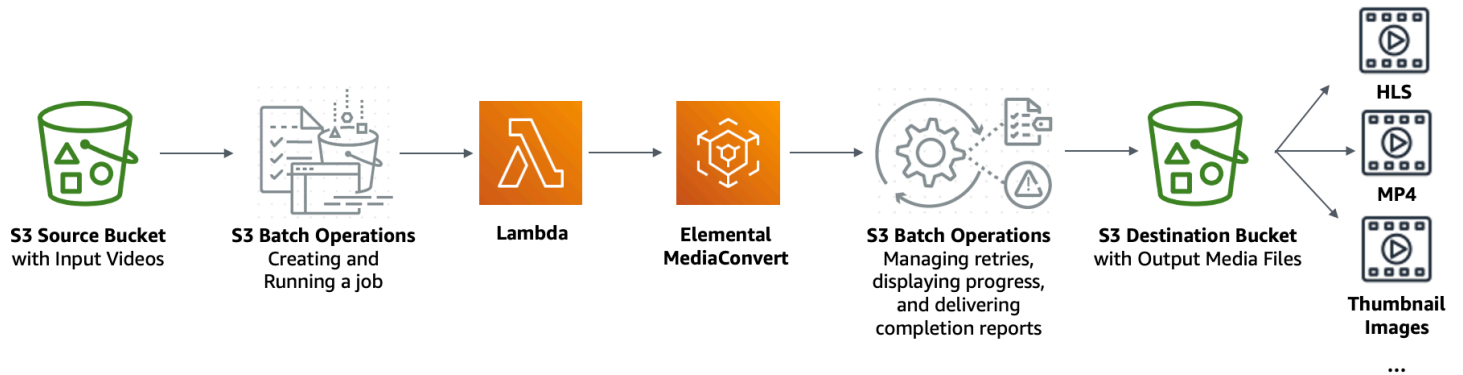 S3 Source Bucket
with Input Videos
S3 Batch Operations
Creating and
Running a job
Lambda
Elemental
MediaConvert
S3 Batch Operations
Managing retries,
displaying progress,
and delivering
completion reports
S3 Destination Bucket
with Output Media Files
HLS
MP4
Thumbnail
Images
...